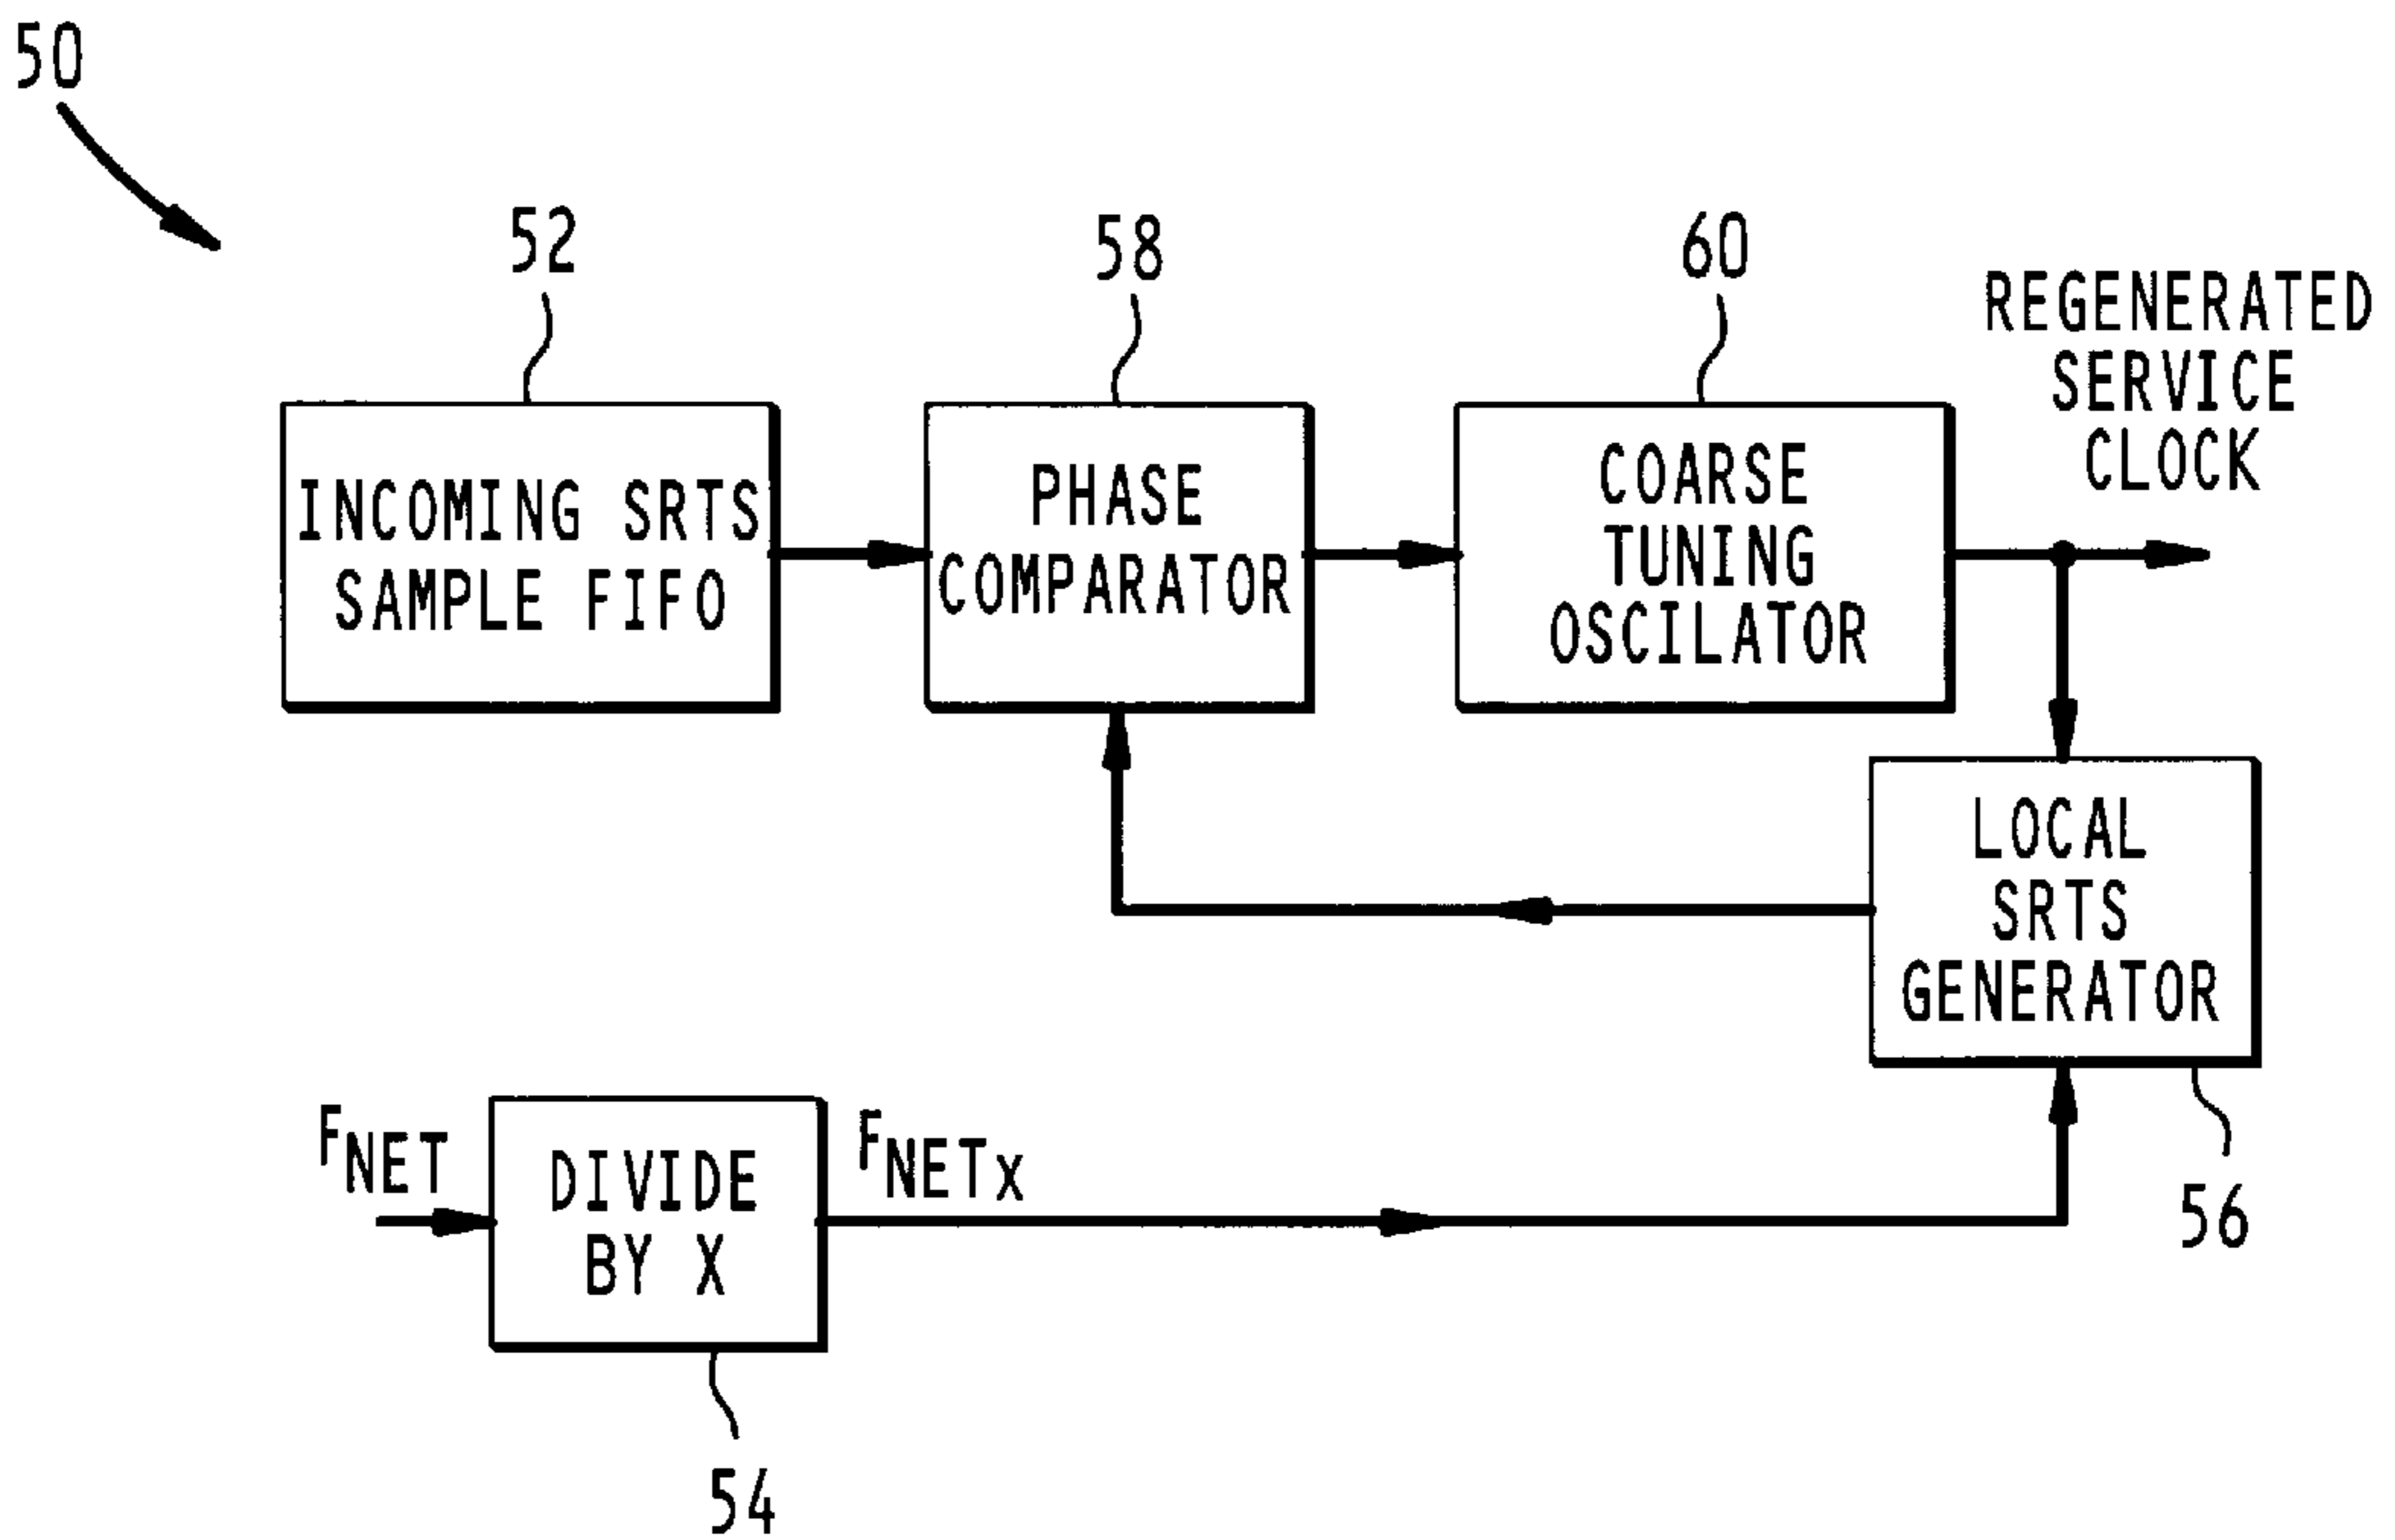 50
52
58
60
REGENERATED
SERVICE
CLOCK
INCOMING SRTS
SAMPLE FIFO
PHASE
COMPARATOR
COARSE
TUNING
OSCILATOR
LOCAL
SRTS
GENERATOR
56
FNET
DIVIDE
BY X
FNETX
54